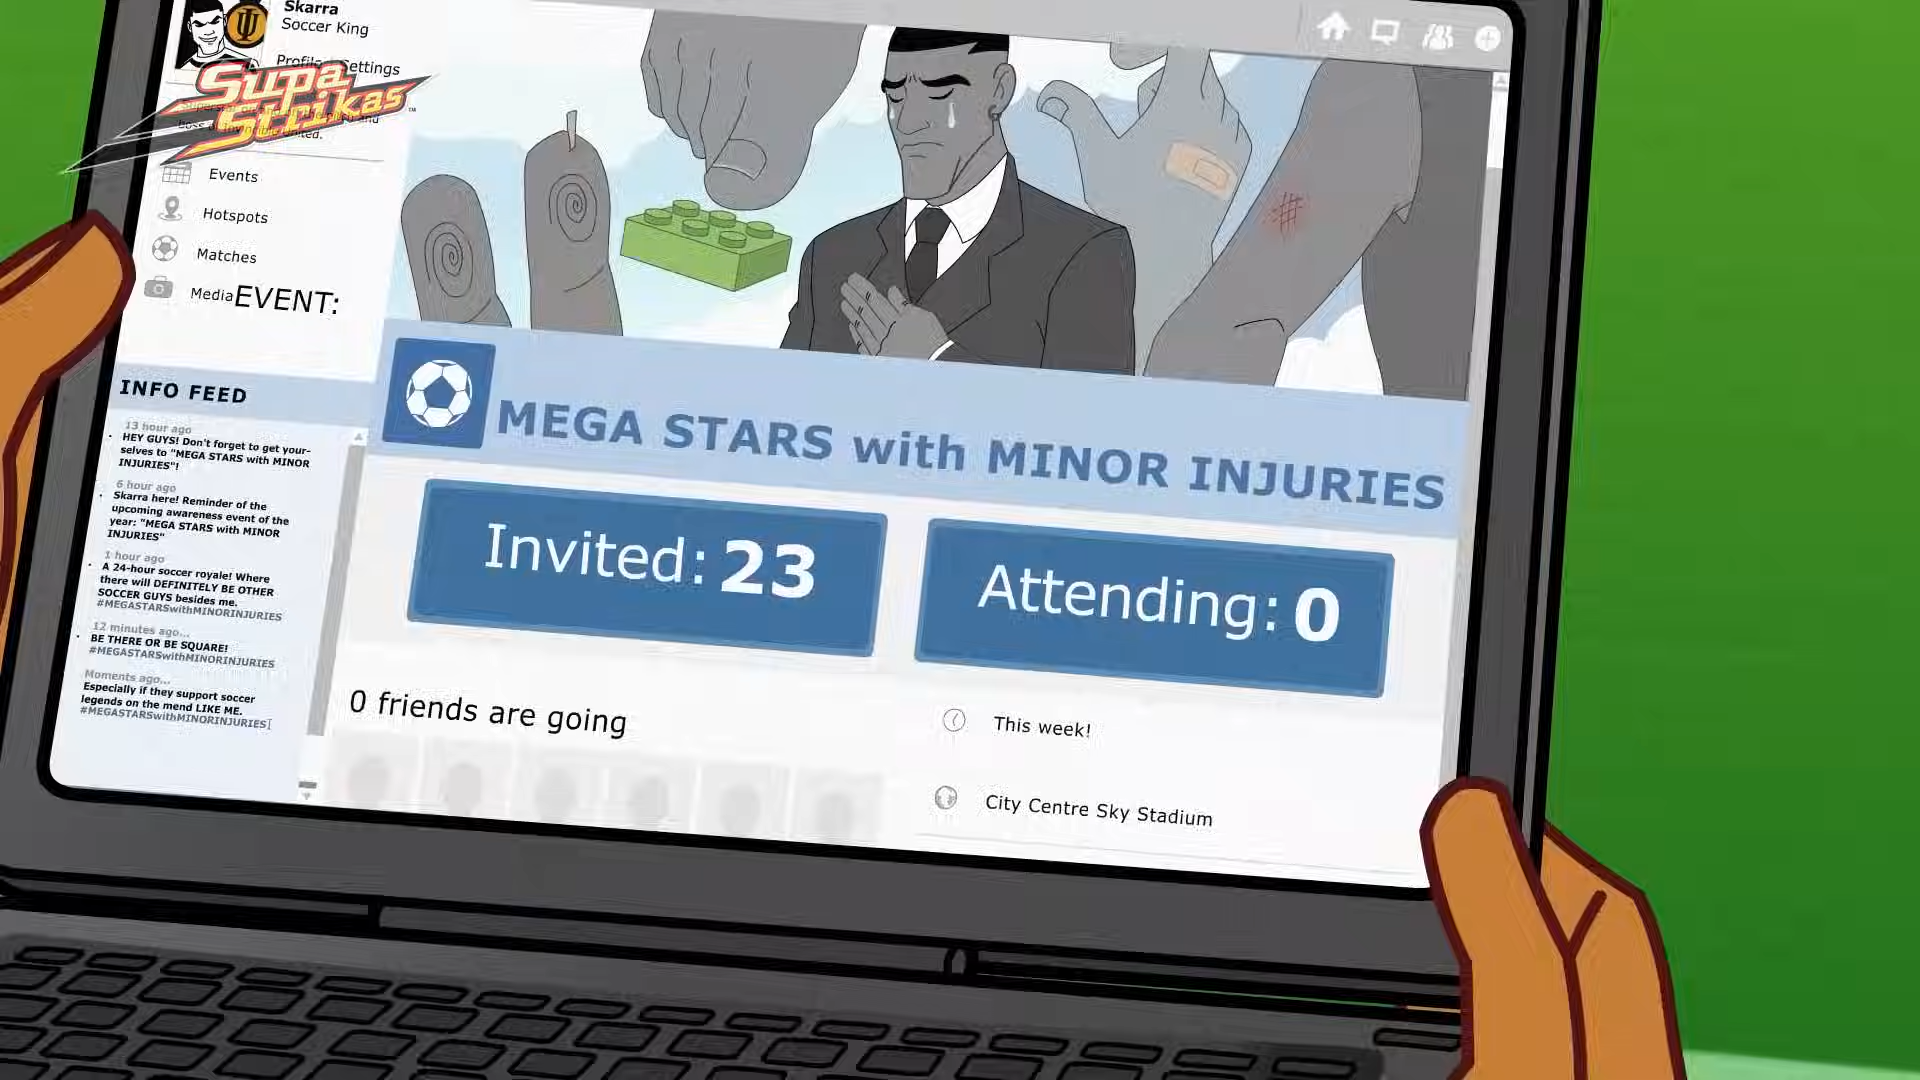 Skarra
Soccer King
Profile
Settings
SUPA
STRIKAS
TM
Events
Hotspots
Matches
Media
EVENT:
INFO FEED
13 hour ago
HEY GUYS! Don't forget to get your-
selves to "MEGA STARS with MINOR
INJURIES"!
6 hour ago
Skarra here! Reminder of the
upcoming awareness event of the
year: "MEGA STARS with MINOR
INJURIES"
1 hour ago
A 24-hour soccer royale! Where
there will DEFINITELY BE OTHER
SOCCER GUYS besides me.
#MEGASTARSwithMINORINJURIES
12 minutes ago...
BE THERE OR BE SQUARE!
#MEGASTARSwithMINORINJURIES
Moments ago...
Especially if they support soccer
legends on the mend LIKE ME.
#MEGASTARSwithMINORINJURIES
MEGA STARS with MINOR INJURIES
Invited: 23
Attending: 0
0 friends are going
This week!
City Centre Sky Stadium